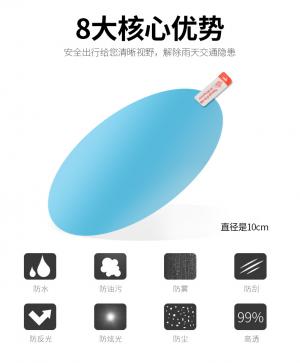 8大核心优势
安全出行给您清晰视野，解除雨天交通隐患
直径是10cm
防水
防油污
防雾
防刮
99%
防反光
防炫光
防尘
高透